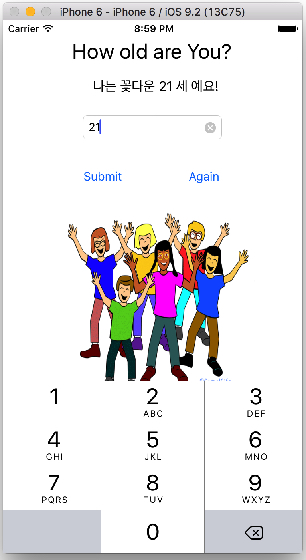 iPhone 6 - iPhone 6 / iOS 9.2 (13C75)
Carrier 8:59 PM
How old are You?
나는 꽃다운 21 세 예요!
21
Submit Again
1 2 3
ABC DEF
4 5 6
GHI JKL MNO
7 8 9
PQRS TUV WXYZ
0